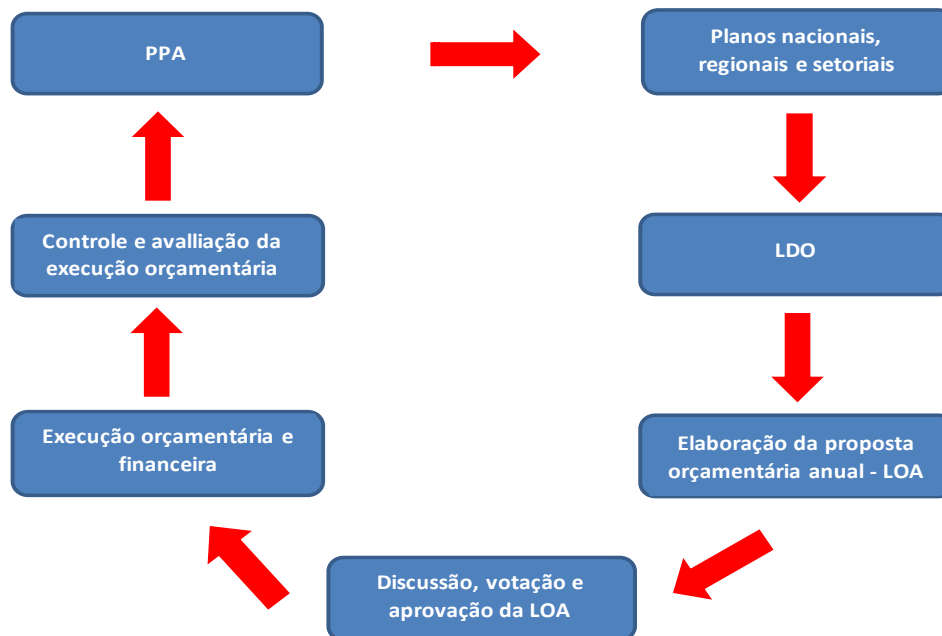 PPA
Planos nacionais,
regionais e setoriais
Controle e avalliação da
execução orçamentária
LDO
Execução orçamentária e
financeira
Elaboração da proposta
orçamentária anual - LOA
Discussão, votação e
aprovação da LOA